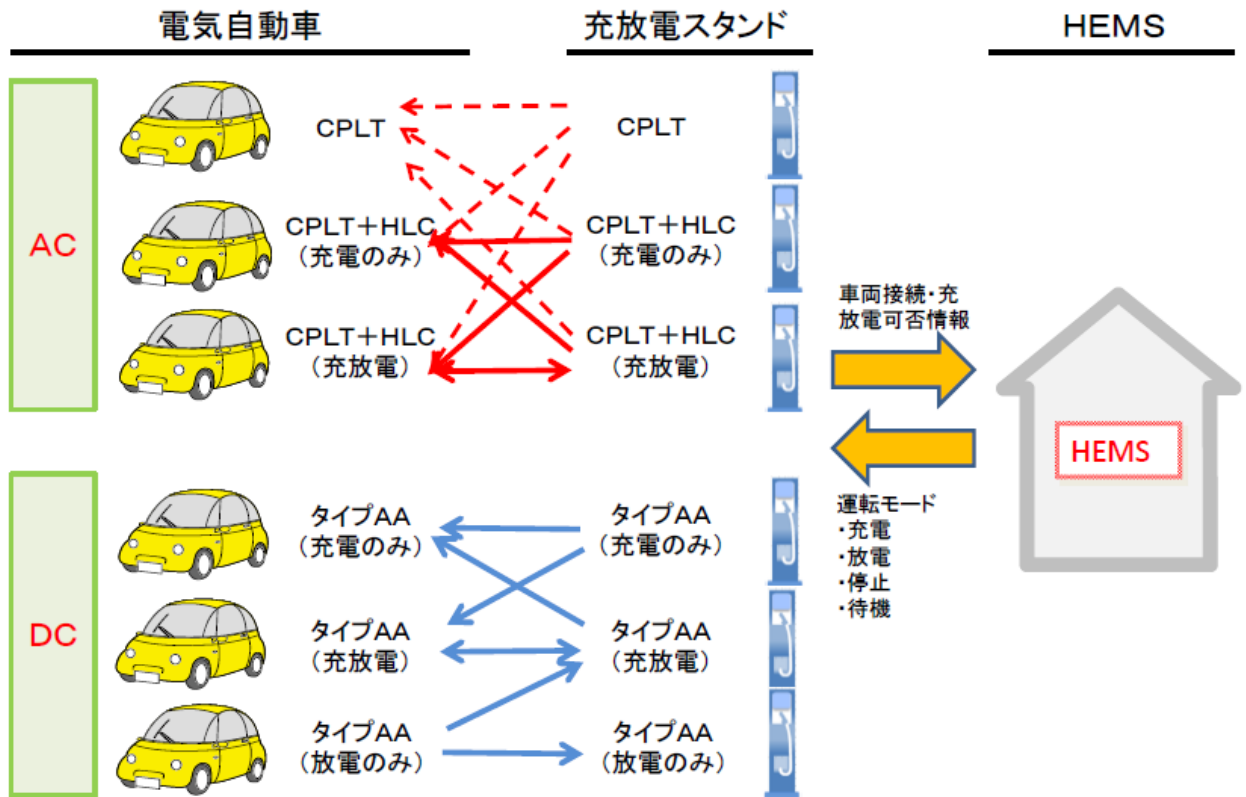 電気自動車
充放電スタンド
HEMS
AC
CPLT
CPLT
CPLT＋HLC
(充電のみ)
CPLT＋HLC
(充電のみ)
CPLT＋HLC
(充放電)
CPLT＋HLC
(充放電)
車両接続・充
放電可否情報
HEMS
運転モード
・充電
・放電
・停止
・待機
DC
タイプAA
(充電のみ)
タイプAA
(充電のみ)
タイプAA
(充放電)
タイプAA
(充放電)
タイプAA
(放電のみ)
タイプAA
(放電のみ)